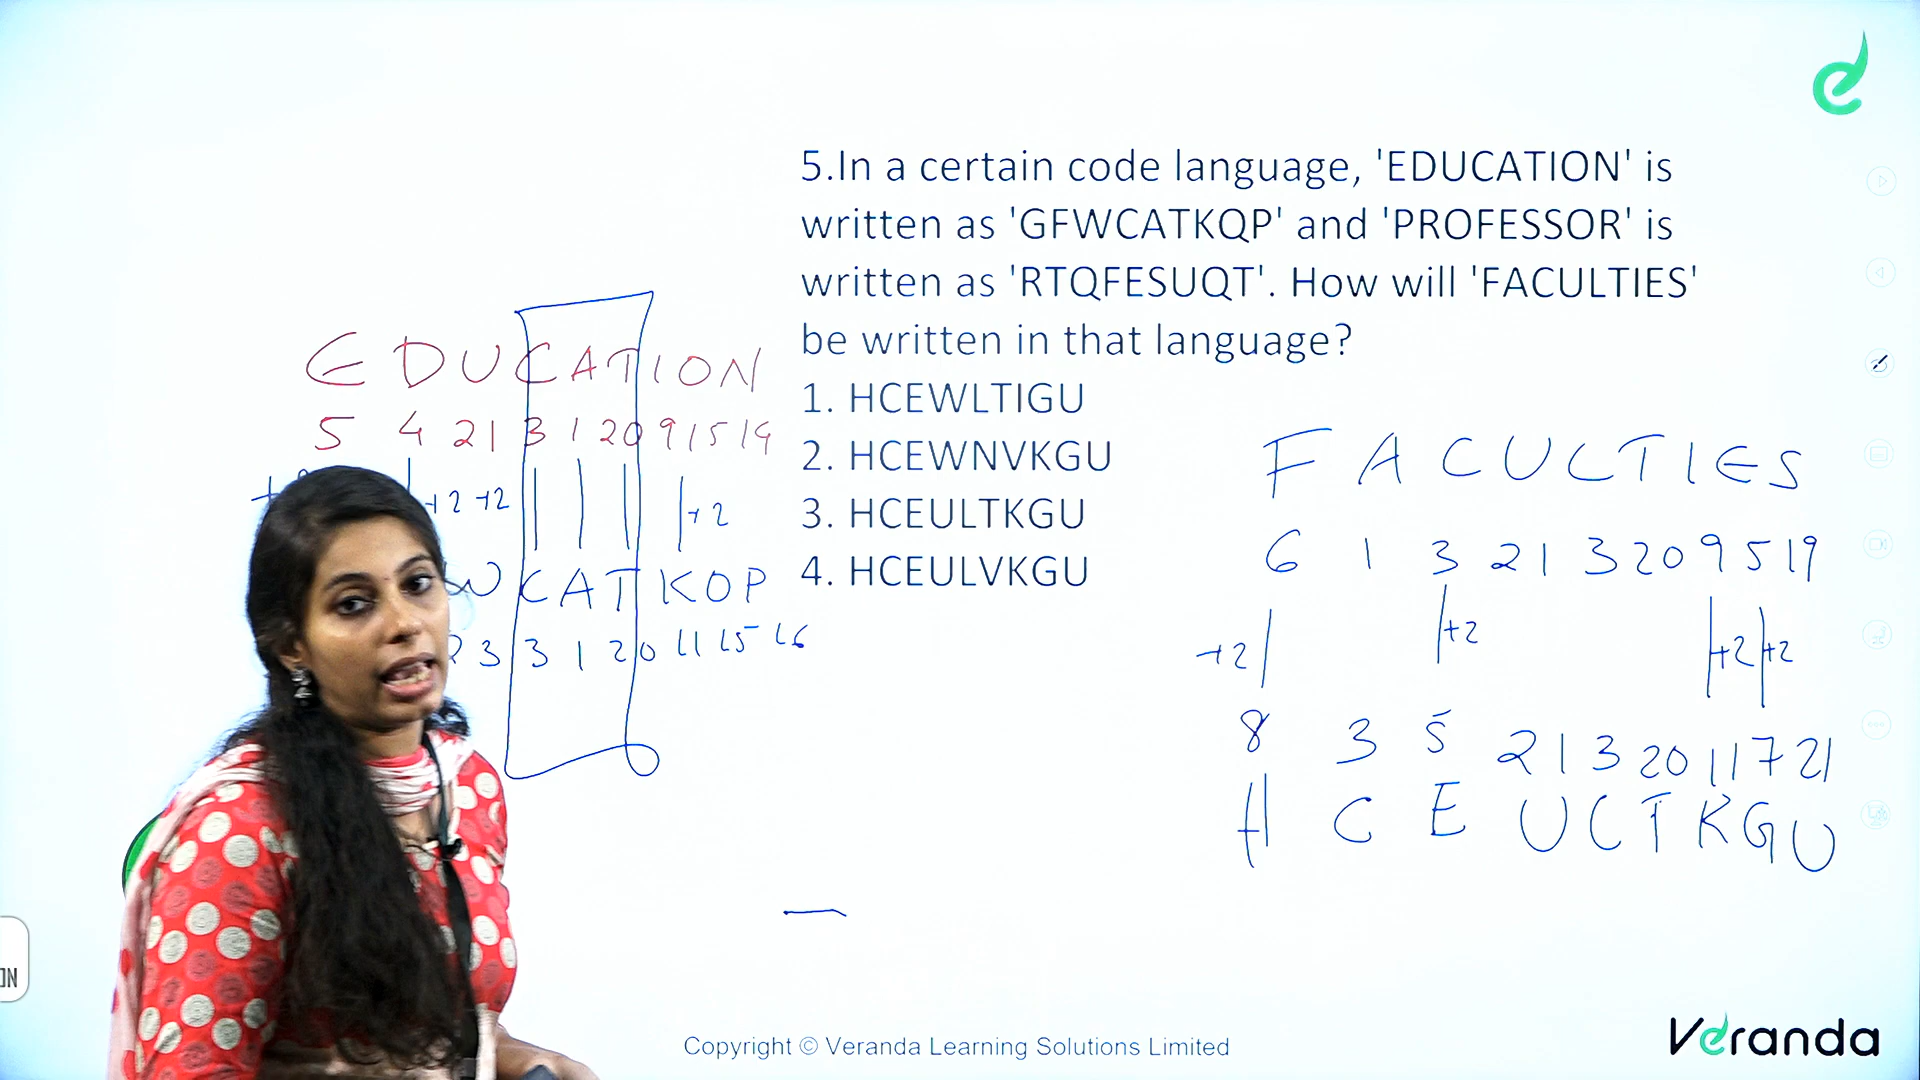 5.In a certain code language, 'EDUCATION' is
written as 'GFWCATKQP' and 'PROFESSOR' is
written as 'RTQFESUQT'. How will 'FACULTIES'
be written in that language?
1. HCEWLTIGU
2. HCEWNVKGU
3. HCEULTKGU
4. HCEULVKGU
EDUCATION
5 4 21 3 1 20 9 15 14
+2 +2 +2
W CAT KOP
3 3 1 20 11 15 16
FACUCTIES
6 1 3 21 3 20 9 5 19
+2 +2 +2 +2
8 3 5 21 3 20 11 7 21
H C E U C T K G U
ON
Copyright © Veranda Learning Solutions Limited
Veranda